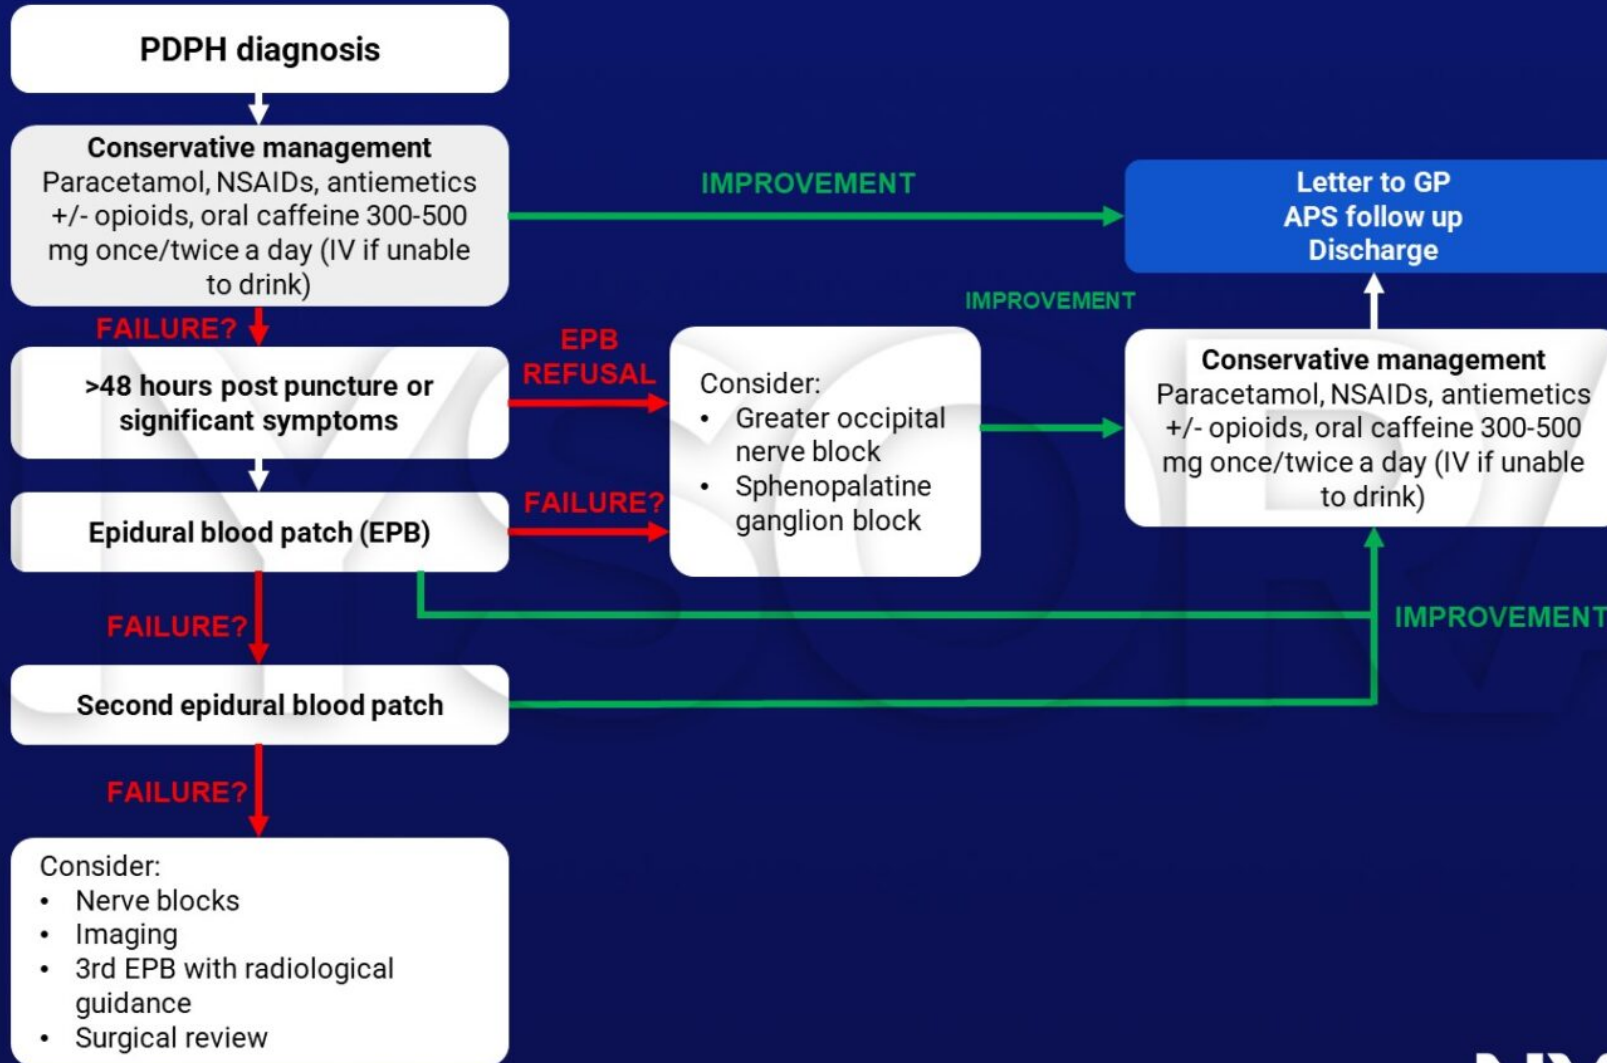 PDPH diagnosis
Conservative management
Paracetamol, NSAIDs, antiemetics
+/- opioids, oral caffeine 300-500
mg once/twice a day (IV if unable
to drink)
IMPROVEMENT
Letter to GP
APS follow up
Discharge
FAILURE?
>48 hours post puncture or
significant symptoms
EPB
REFUSAL
Consider:
• Greater occipital
nerve block
• Sphenopalatine
ganglion block
IMPROVEMENT
Conservative management
Paracetamol, NSAIDs, antiemetics
+/- opioids, oral caffeine 300-500
mg once/twice a day (IV if unable
to drink)
Epidural blood patch (EPB)
FAILURE?
IMPROVEMENT
FAILURE?
Second epidural blood patch
FAILURE?
Consider:
• Nerve blocks
• Imaging
• 3rd EPB with radiological
guidance
• Surgical review